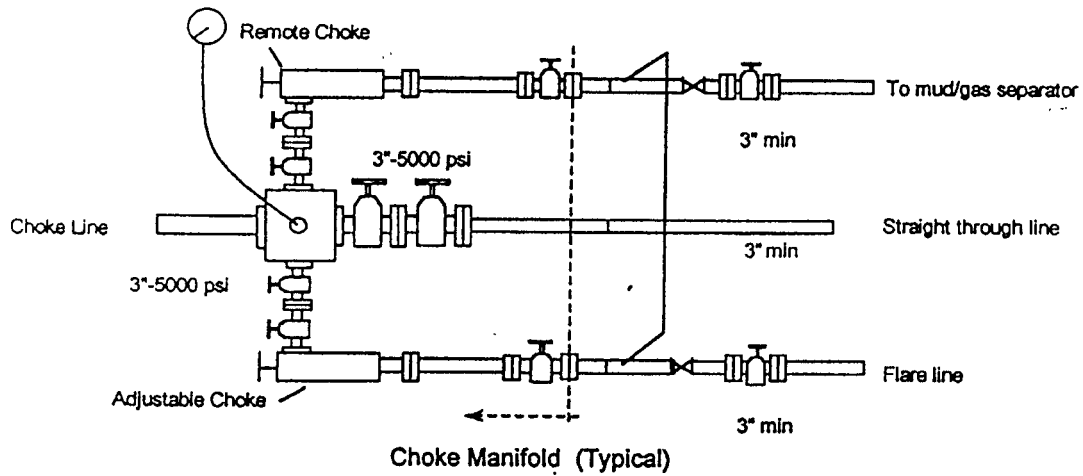 Remote Choke
To mud/gas separator
3" min
3"-5000 psi
Choke Line
Straight through line
3" min
3"-5000 psi
Flare line
Adjustable Choke
3" min
Choke Manifold (Typical)